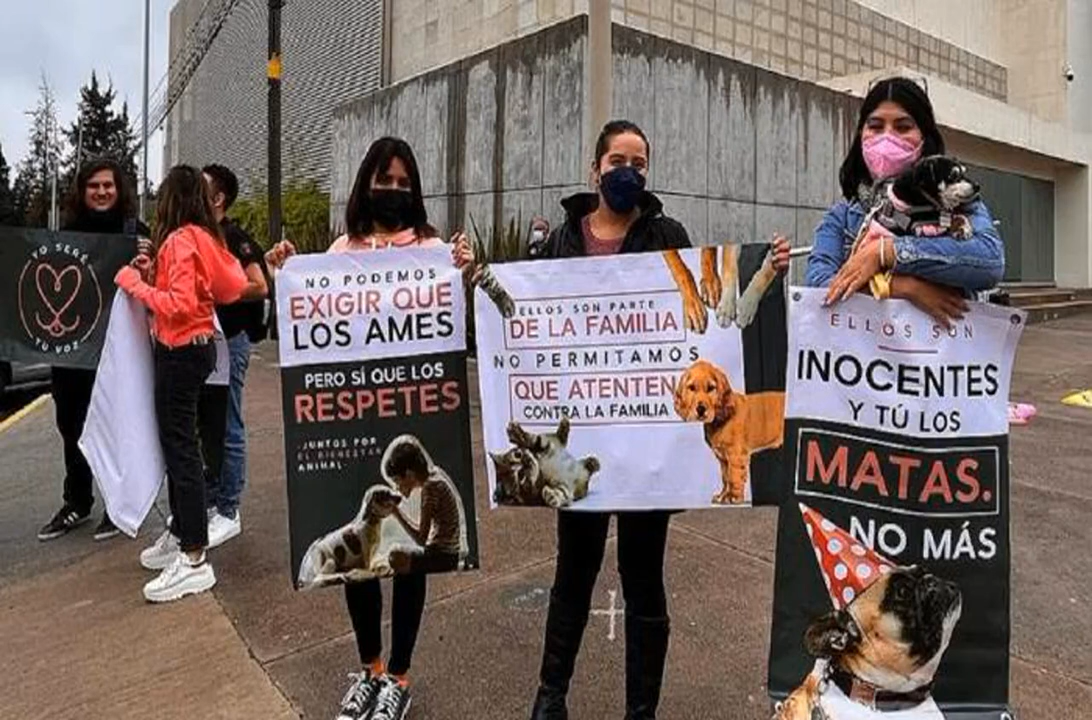 YO SERÉ
TU VOZ
NO PODEMOS
EXIGIR QUE
LOS AMES
PERO SÍ QUE LOS
RESPETES
-JUNTOS POR
EL BIENESTAR
ANIMAL-
ELLOS SON PARTE
DE LA FAMILIA
NO PERMITAMOS
QUE ATENTEN
CONTRA LA FAMILIA
ELLOS SON
INOCENTES
Y TÚ LOS
MATAS.
NO MÁS